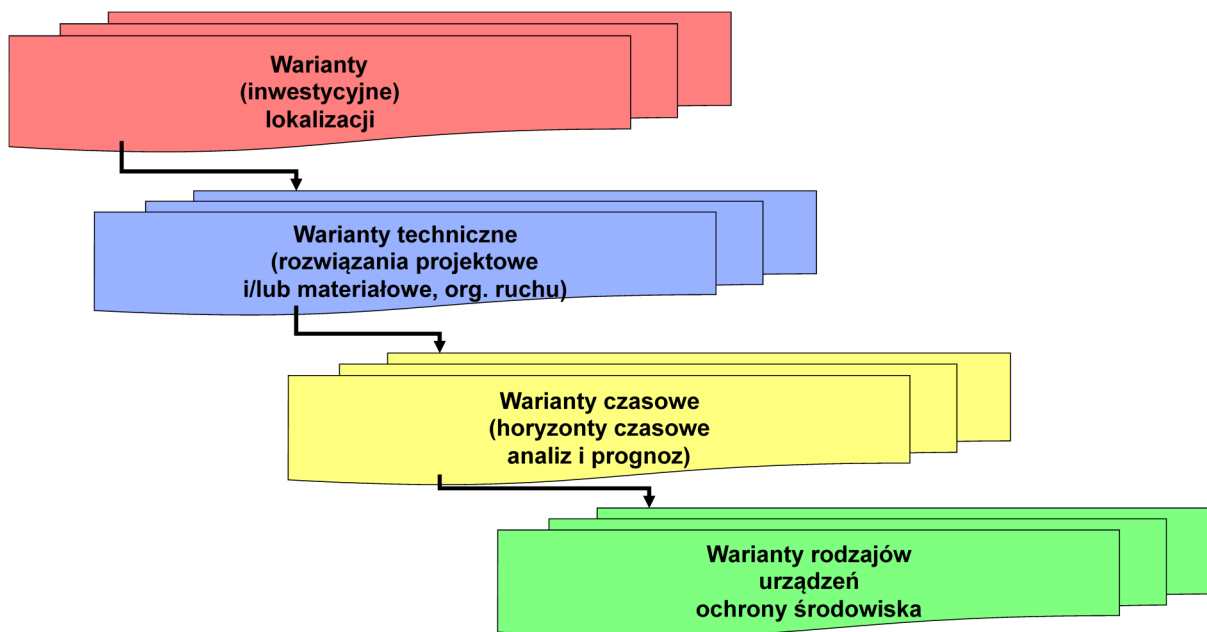 Warianty
(inwestycyjne)
lokalizacji
Warianty techniczne
(rozwiązania projektowe
i/lub materiałowe, org. ruchu)
Warianty czasowe
(horyzonty czasowe
analiz i prognoz)
Warianty rodzajów
urządzeń
ochrony środowiska